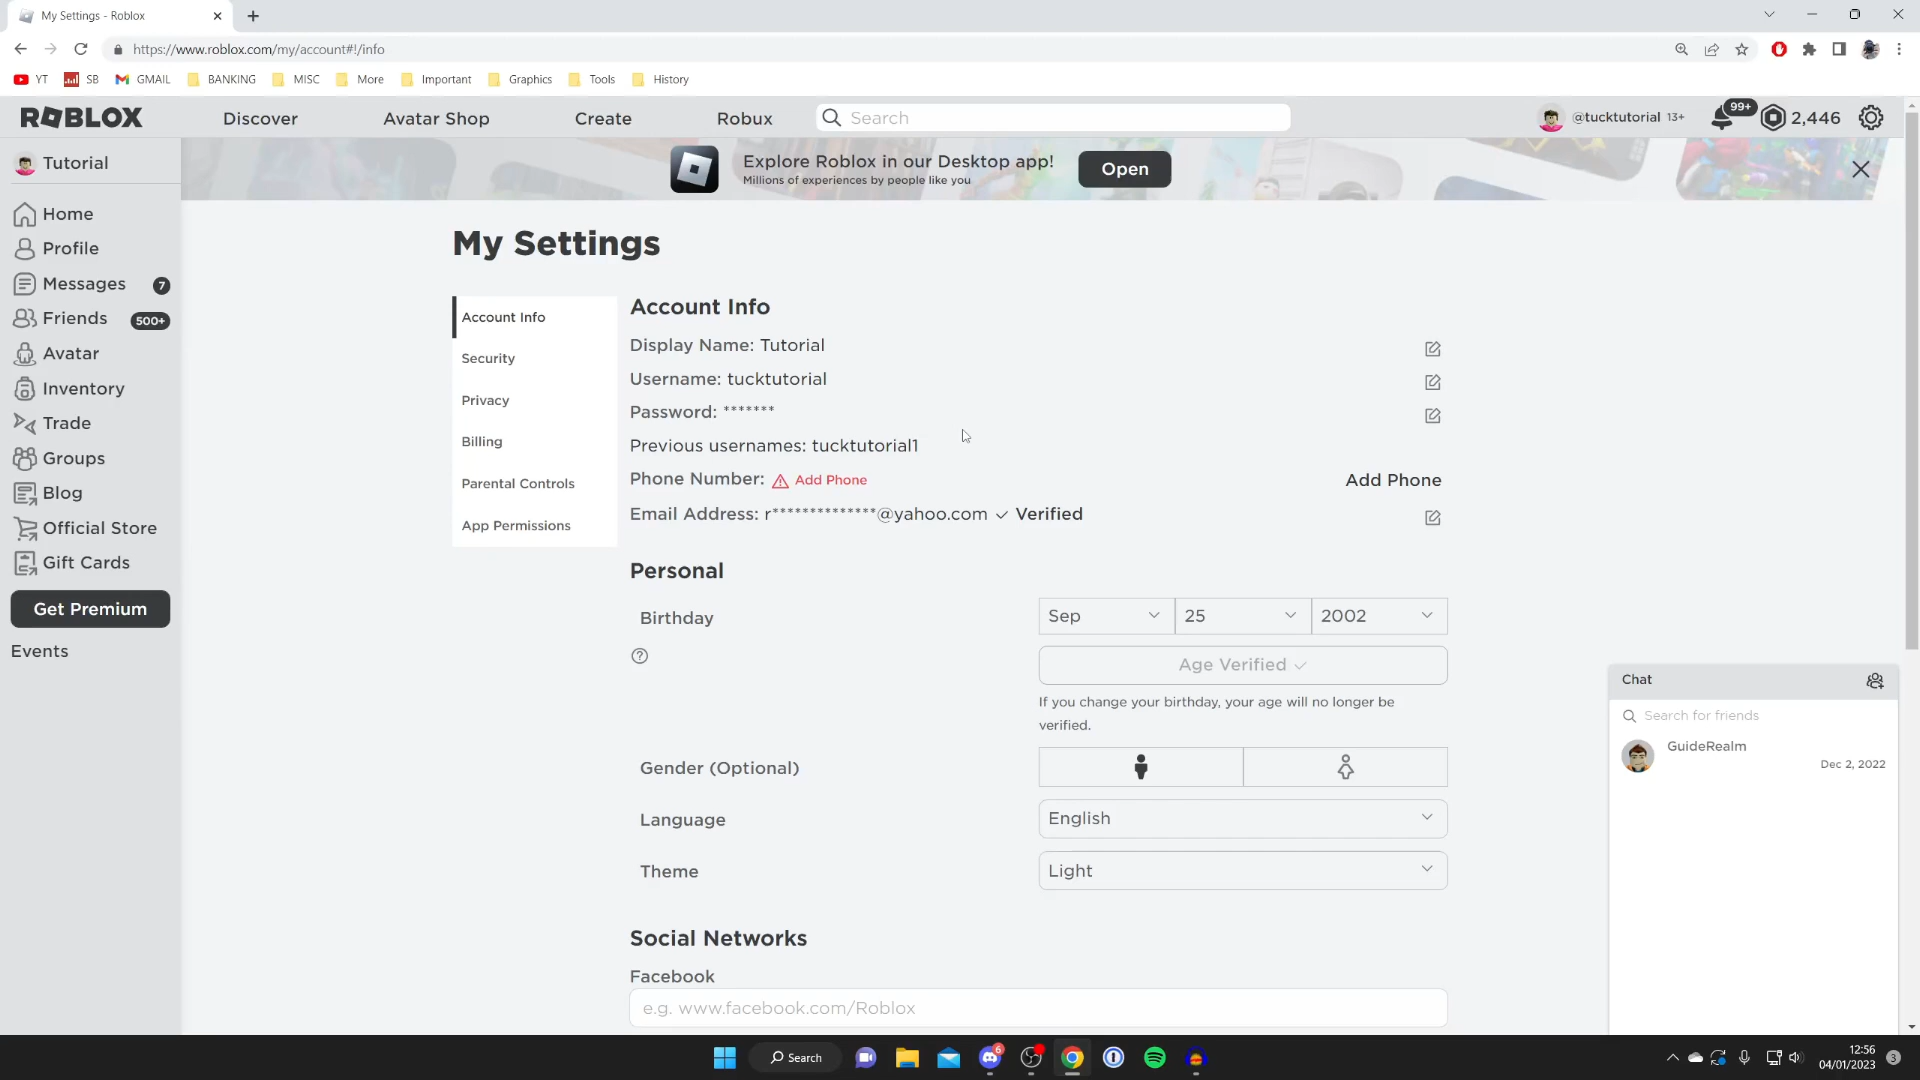 My Settings - Roblox
https://www.roblox.com/my/account#!/info
YT SB GMAIL BANKING MISC More Important Graphics Tools History
ROBLOX Discover Avatar Shop Create Robux Search @tucktutorial 13+ 99+ 2,446
Tutorial
Explore Roblox in our Desktop app!
Millions of experiences by people like you
Open
Home
Profile
Messages 7
Friends 500+
Avatar
Inventory
Trade
Groups
Blog
Official Store
Gift Cards
Get Premium
Events
My Settings
Account Info
Security
Privacy
Billing
Parental Controls
App Permissions
Account Info
Display Name: Tutorial
Username: tucktutorial
Password: *******
Previous usernames: tucktutorial1
Phone Number: Add Phone Add Phone
Email Address: r**************@yahoo.com ✓ Verified
Personal
Birthday Sep 25 2002
Age Verified ✓
If you change your birthday, your age will no longer be
verified.
Gender (Optional)
Language English
Theme Light
Social Networks
Facebook
e.g. www.facebook.com/Roblox
Chat
Search for friends
GuideRealm
Dec 2, 2022
Search 6 12:56
04/01/2023 3